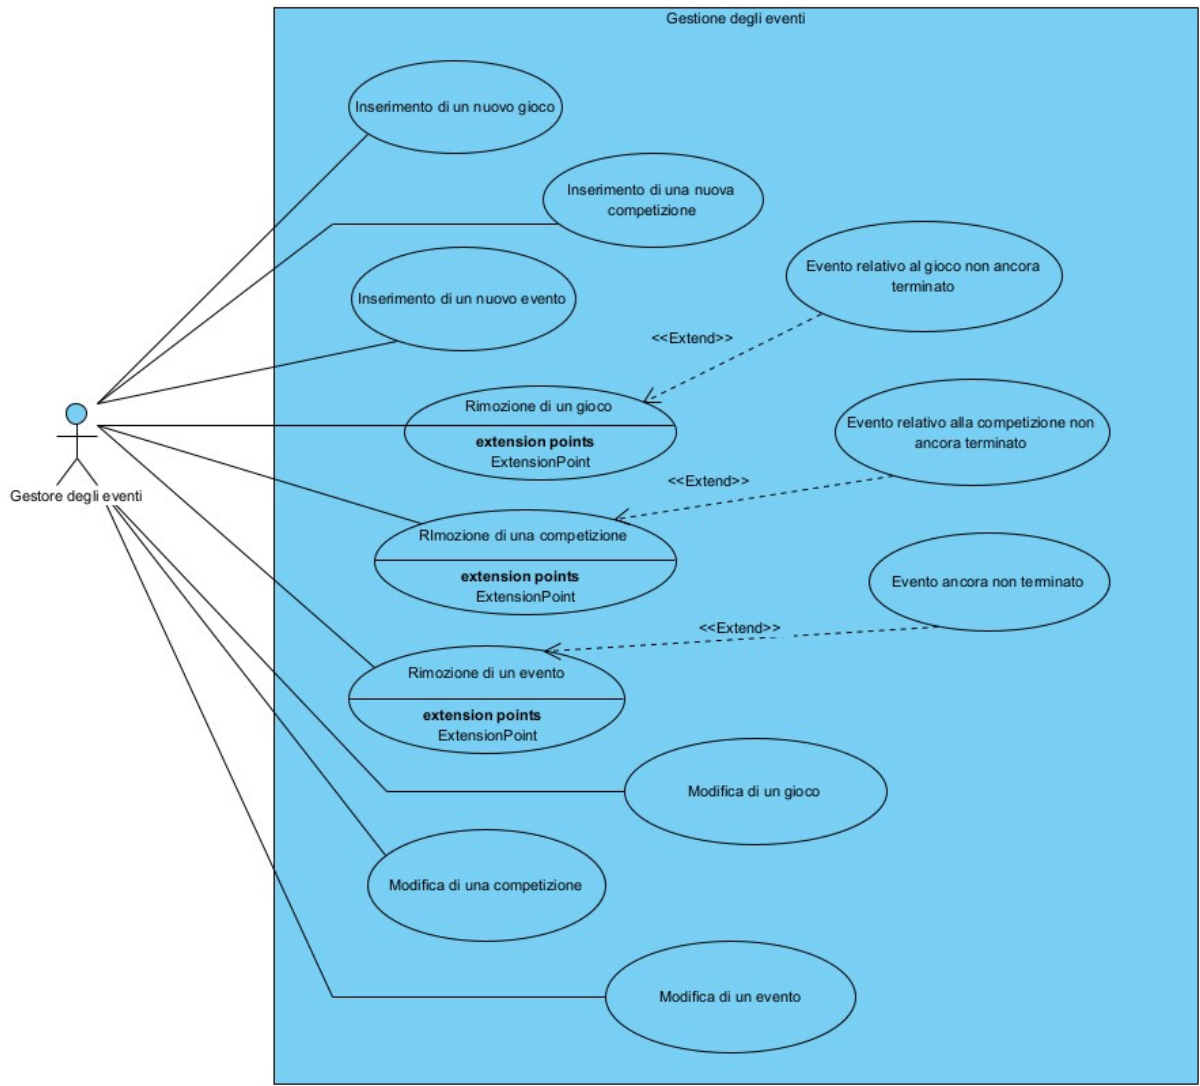 Gestione degli eventi
Inserimento di un nuovo gioco
Inserimento di una nuova
competizione
Evento relativo al gioco non ancora
terminato
Inserimento di un nuovo evento
<<Extend>>
Rimozione di un gioco
extension points
ExtensionPoint
Evento relativo alla competizione non
ancora terminato
Gestore degli eventi
<<Extend>>
RImozione di una competizione
extension points
ExtensionPoint
Evento ancora non terminato
<<Extend>>
Rimozione di un evento
extension points
ExtensionPoint
Modifica di un gioco
Modifica di una competizione
Modifica di un evento